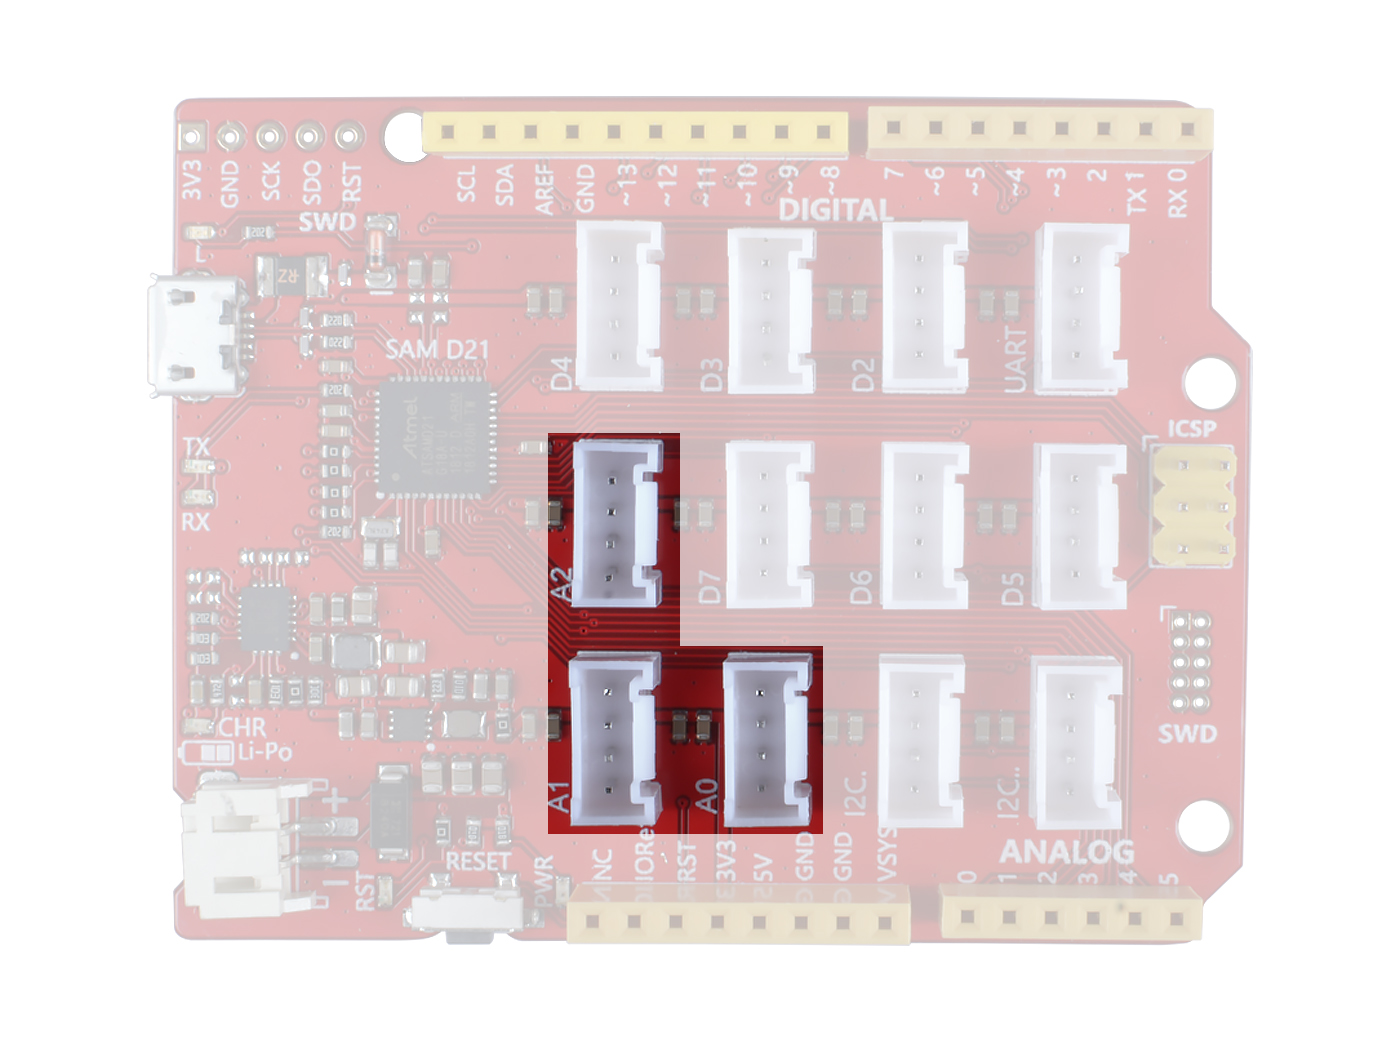 3V3
GND
SCK
SDO
RST
SWD
SCL
SDA
AREF
GND
~13
~12
~11
~10
~9
~8
7
~6
~5
~4
~3
2
TX 1
RX 0
DIGITAL
L
SAM D21
D4
D3
D2
UART
TX
RX
Atmel
A2
D7
D6
D5
ICSP
CHR
Li-Po
A1
A0
I2C
I2C
SWD
+
-
RST
RESET
PWR
NC
RST
3V3
5V
GND
GND
VSYS
ANALOG
0
1
2
3
4
5